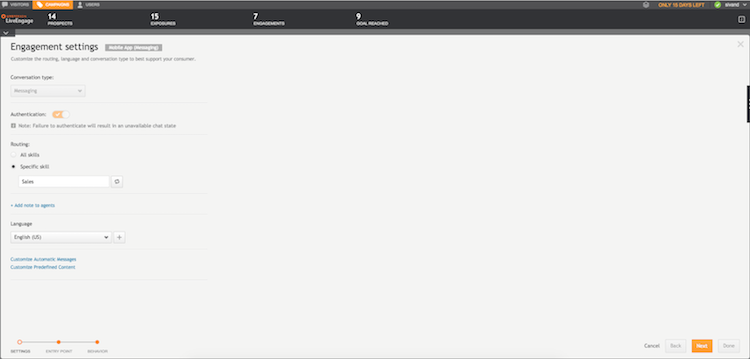 VISITORS CAMPAIGNS USERS ONLY 18 DAYS LEFT sivand
LiveEngage 14 15 7 9
PROSPECTS EXPOSURES ENGAGEMENTS GOAL REACHED
Engagement settings Mobile App (Messaging)
Customize the routing, language and conversation type to best support your consumer.
Conversation type:
Messaging
Authentication:
Note: Failure to authenticate will result in an unavailable chat state
Routing:
All skills
Specific skill
Sales
+ Add note to agents
Language
English (US)
Customize Automatic Messages
Customize Predefined Content
Cancel Back Next Done
SETTINGS ENTRY POINT BEHAVIOR